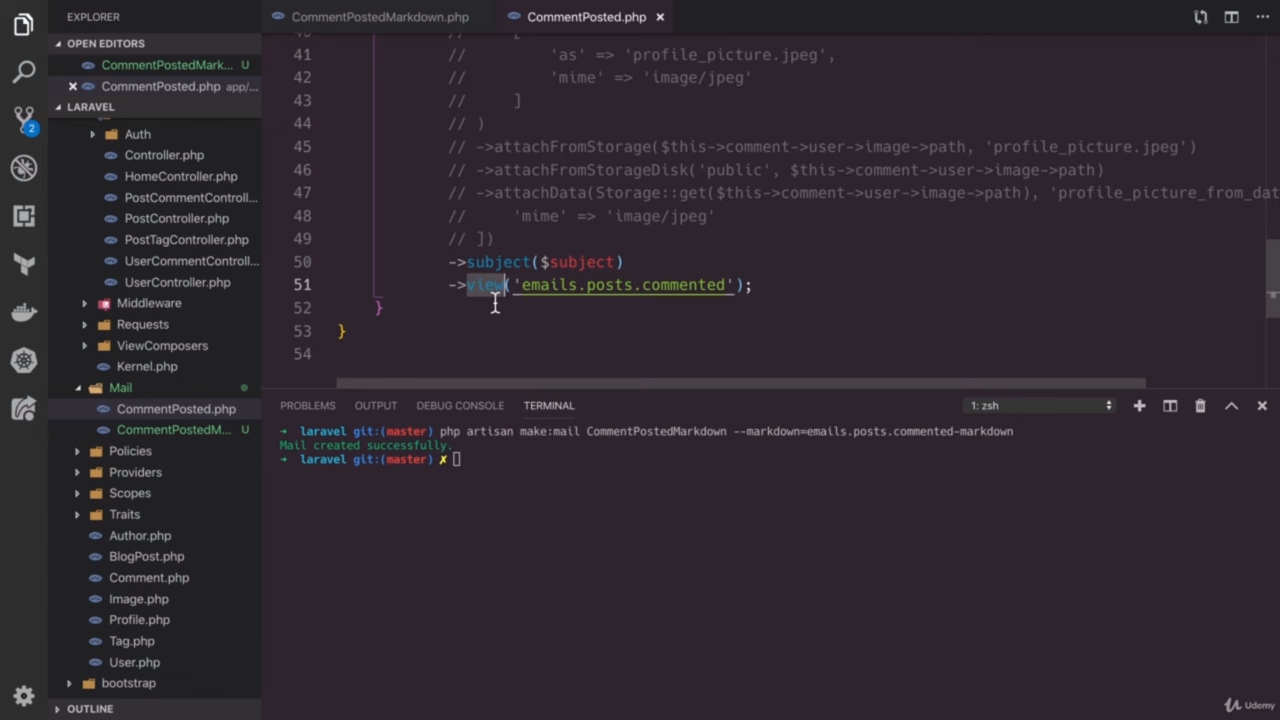 EXPLORER
OPEN EDITORS
CommentPostedMark... U
CommentPosted.php app/...
LARAVEL
Auth
Controller.php
HomeController.php
PostCommentControll...
PostController.php
PostTagController.php
UserCommentControll...
UserController.php
Middleware
Requests
ViewComposers
Kernel.php
Mail
CommentPosted.php
CommentPostedM... U
Policies
Providers
Scopes
Traits
Author.php
BlogPost.php
Comment.php
Image.php
Profile.php
Tag.php
User.php
bootstrap
OUTLINE
2
CommentPostedMarkdown.php
CommentPosted.php
40 // [
41 // 'as' => 'profile_picture.jpeg',
42 // 'mime' => 'image/jpeg'
43 // ]
44 // )
45 // ->attachFromStorage($this->comment->user->image->path, 'profile_picture.jpeg')
46 // ->attachFromStorageDisk('public', $this->comment->user->image->path)
47 // ->attachData(Storage::get($this->comment->user->image->path), 'profile_picture_from_dat
48 // 'mime' => 'image/jpeg'
49 // ])
50 ->subject($subject)
51 ->view('emails.posts.commented');
52 }
53 }
54
PROBLEMS OUTPUT DEBUG CONSOLE TERMINAL 1: zsh
→ laravel git:(master) php artisan make:mail CommentPostedMarkdown --markdown=emails.posts.commented-markdown
Mail created successfully.
→ laravel git:(master) ✗
Udemy